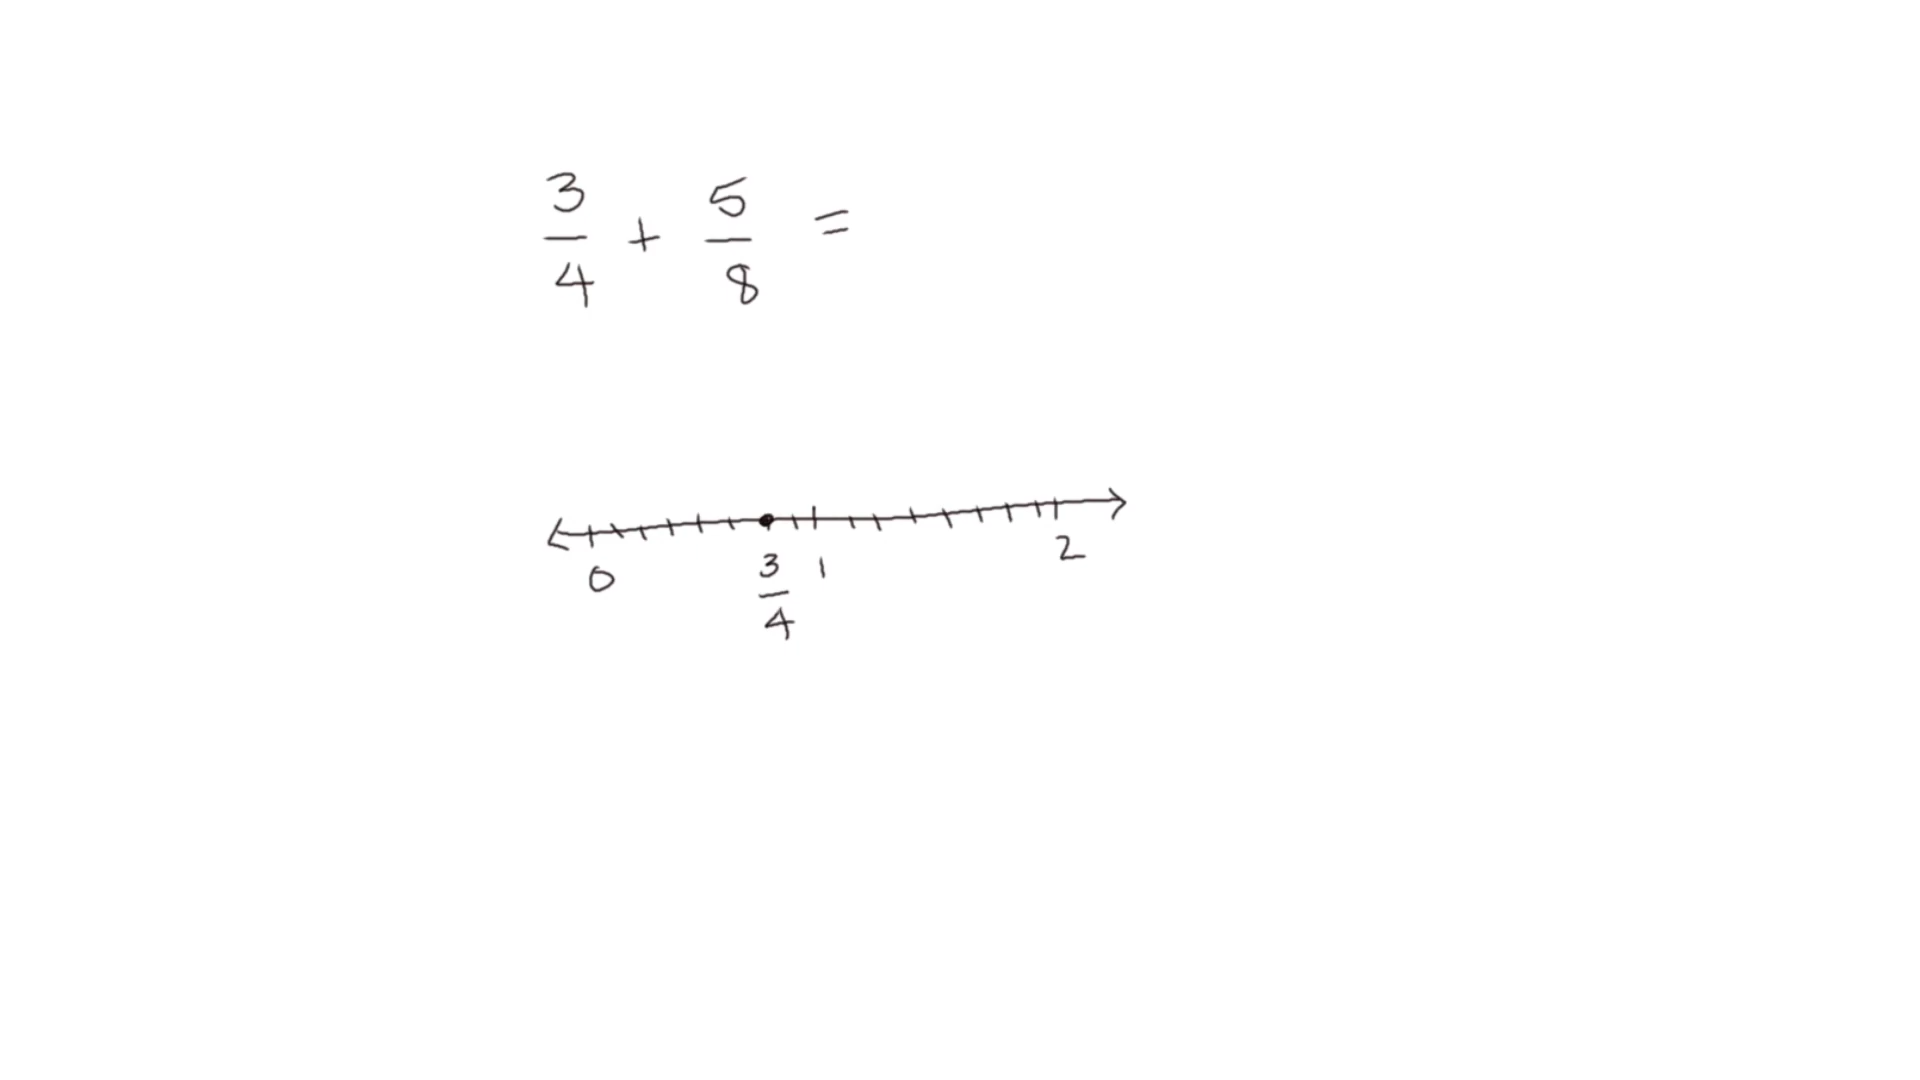 3/4 + 5/8 =
0 3/4 1 2